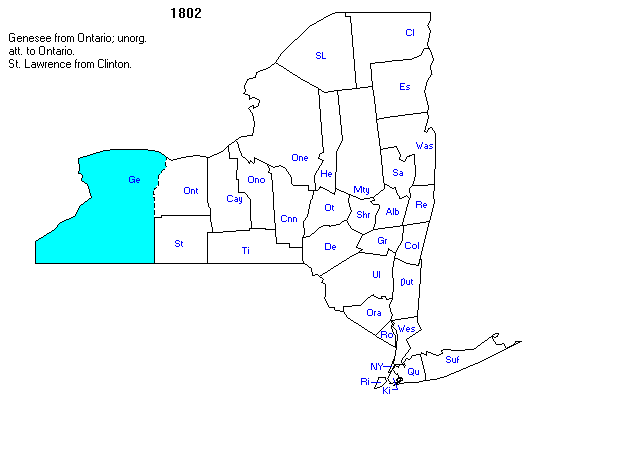 1802
Genesee from Ontario; unorg.
att. to Ontario.
St. Lawrence from Clinton.
Cl
SL
Es
Was
One
He
Sa
Ge
Ont
Ono
Cay
Mty
Ot
Shr
Alb
Re
Cnn
St
Ti
De
Gr
Col
Ul
Dut
Ora
Ro
Wes
NY
Qu
Suf
Ri
Ki